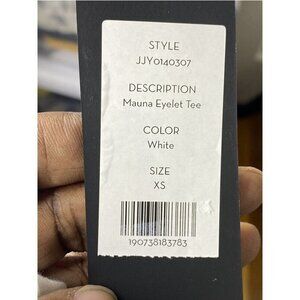 STYLE
JJY0140307
DESCRIPTION
Mauna Eyelet Tee
COLOR
White
SIZE
XS
190738183783